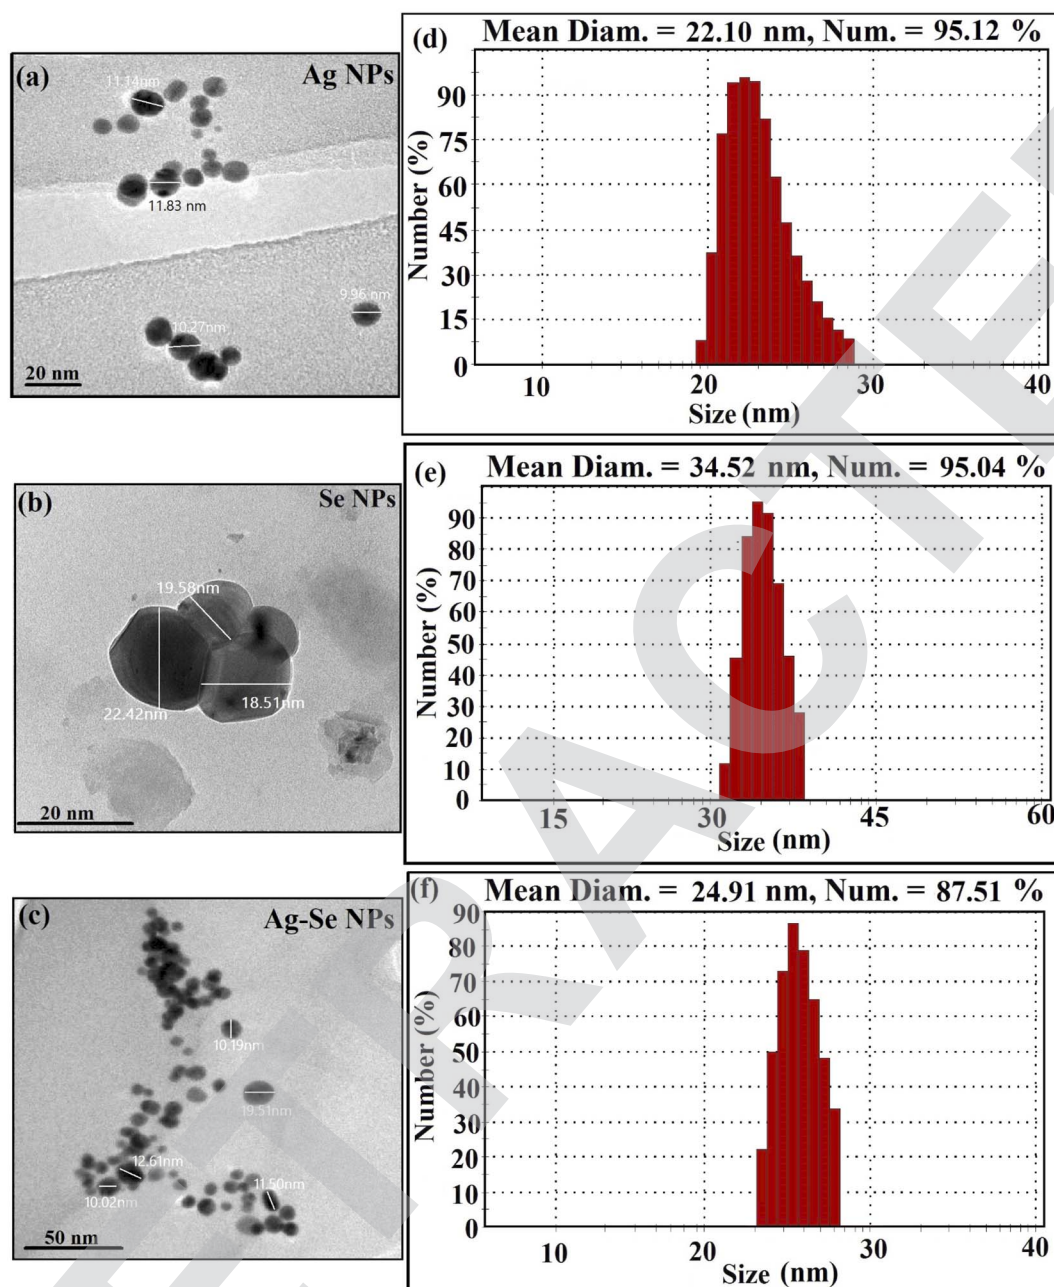 (a)
Ag NPs
11.14nm
11.83 nm
9.96 nm
10.27nm
20 nm
(d)
Mean Diam. = 22.10 nm, Num. = 95.12 %
Number (%)
90
75
60
45
30
15
0
10
20
30
40
Size (nm)
(b)
Se NPs
19.58nm
22.42nm
18.51nm
20 nm
(e)
Mean Diam. = 34.52 nm, Num. = 95.04 %
Number (%)
90
80
70
60
50
40
30
20
10
0
15
30
45
60
Size (nm)
(c)
Ag-Se NPs
10.19nm
19.51nm
12.61nm
10.02nm
11.50nm
50 nm
(f)
Mean Diam. = 24.91 nm, Num. = 87.51 %
Number (%)
90
80
70
60
50
40
30
20
10
0
10
20
30
40
Size (nm)